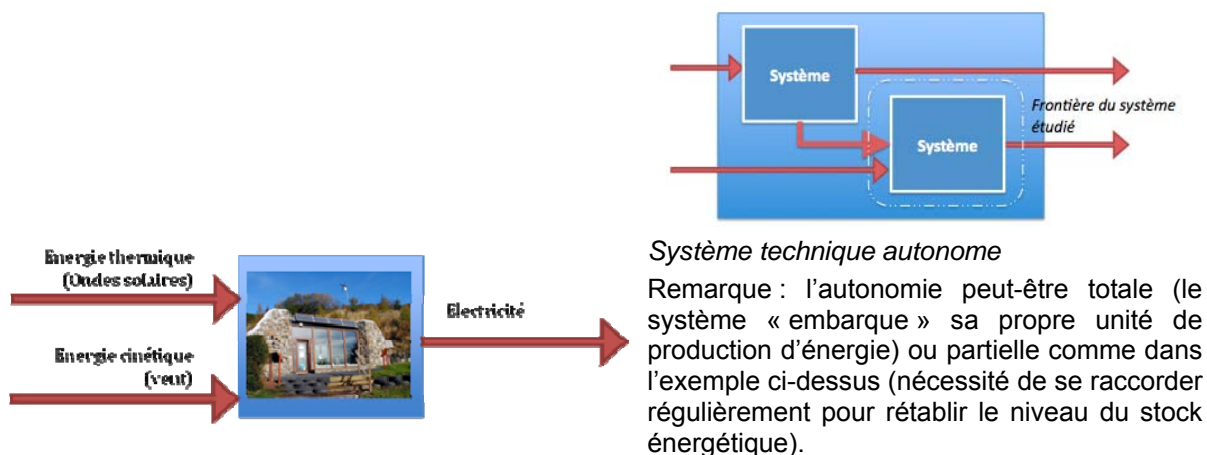 Système
Frontière du système
étudié
Système
Système technique autonome
Remarque : l'autonomie peut-être totale (le
système « embarque » sa propre unité de
production d'énergie) ou partielle comme dans
l'exemple ci-dessus (nécessité de se raccorder
régulièrement pour rétablir le niveau du stock
énergétique).
Energie thermique
(Ondes solaires)
Electricité
Energie cinétique
(vent)